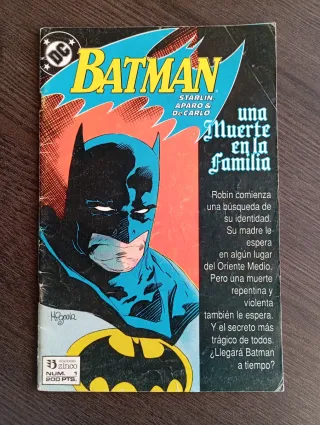 DC
BATMAN
STARLIN
APARO &
DeCARLO
una
Muerte
en la
Familia
Robin comienza
una búsqueda de
su identidad.
Su madre le
espera
en algún lugar
del Oriente Medio.
Pero una muerte
repentina y
violenta
también le espera.
Y el secreto más
trágico de todos.
¿Llegará Batman
a tiempo?
Mignola
zinco
NUM. 1
200 PTS.